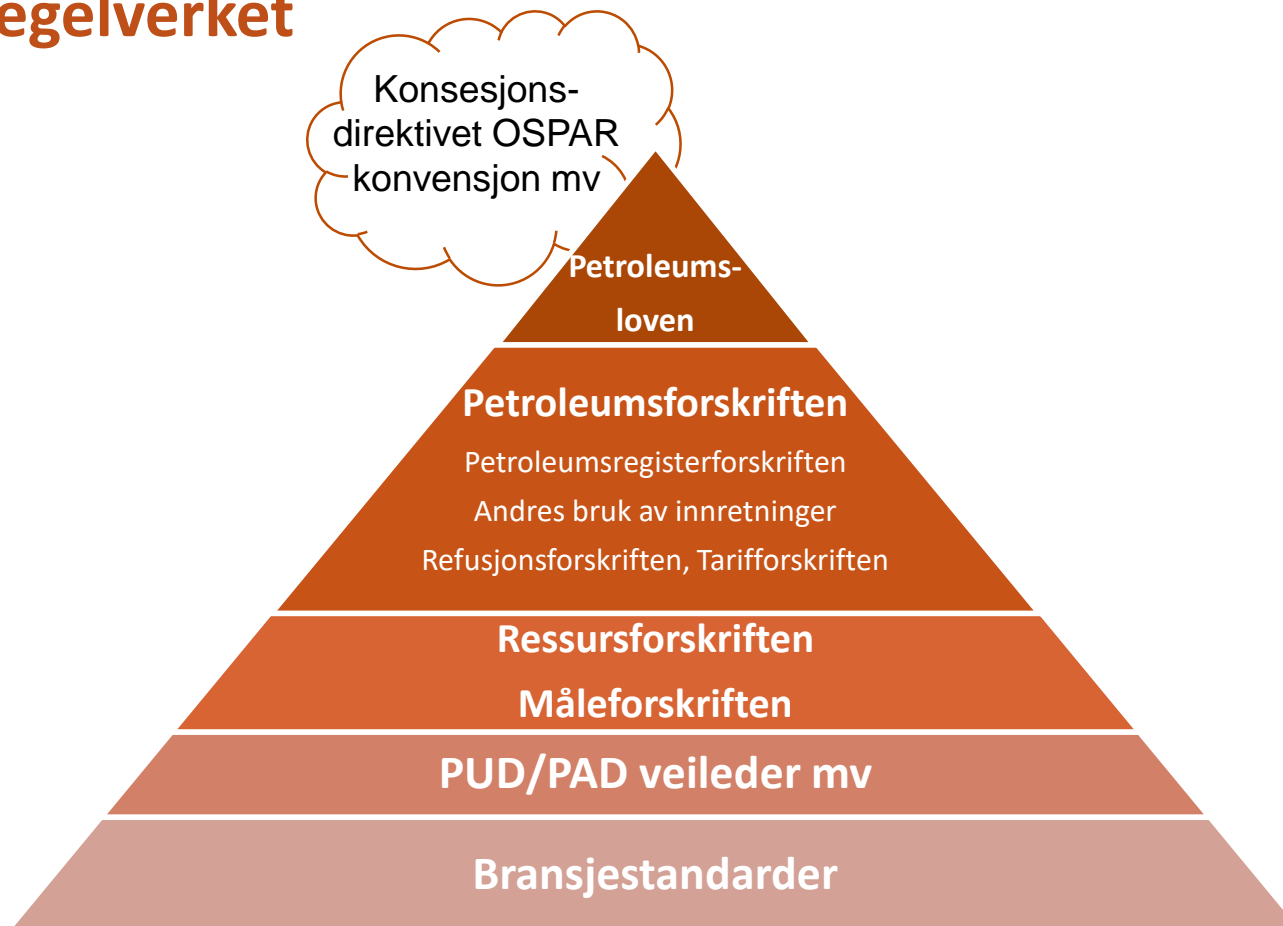 egelverket
Konsesjons-
direktivet OSPAR
konvensjon mv
Petroleums-
loven
Petroleumsforskriften
Petroleumsregisterforskriften
Andres bruk av innretninger
Refusjonsforskriften, Tarifforskriften
Ressursforskriften
Måleforskriften
PUD/PAD veileder mv
Bransjestandarder